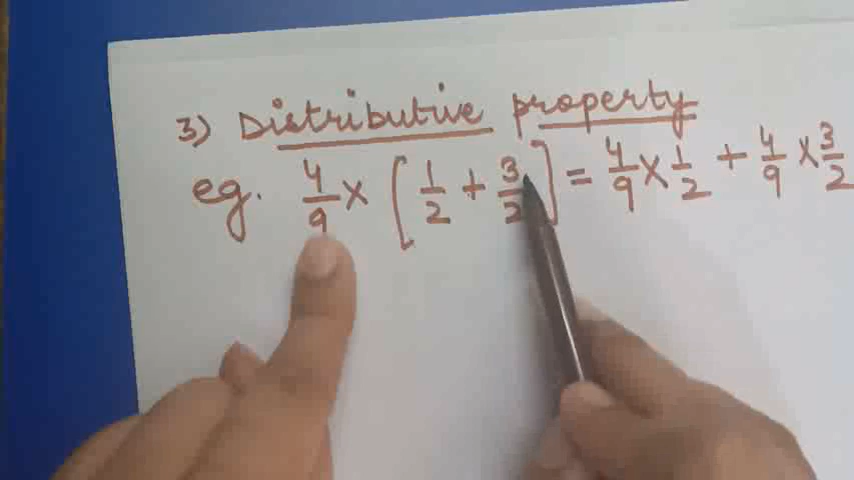 3) Distributive property
eg. 4/9 × [1/2 + 3/2] = 4/9 × 1/2 + 4/9 × 3/2